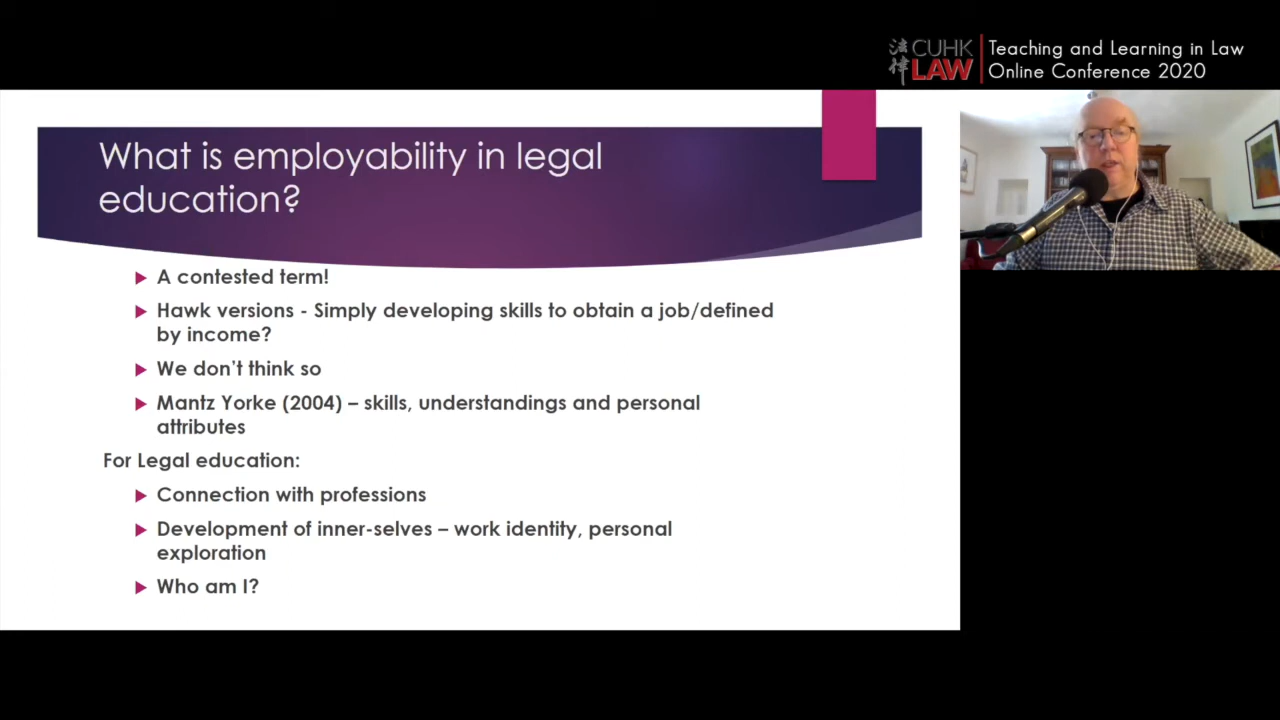 法律
CUHK
LAW
Teaching and Learning in Law
Online Conference 2020
What is employability in legal
education?
A contested term!
Hawk versions - Simply developing skills to obtain a job/defined
by income?
We don't think so
Mantz Yorke (2004) – skills, understandings and personal
attributes
For Legal education:
Connection with professions
Development of inner-selves – work identity, personal
exploration
Who am I?